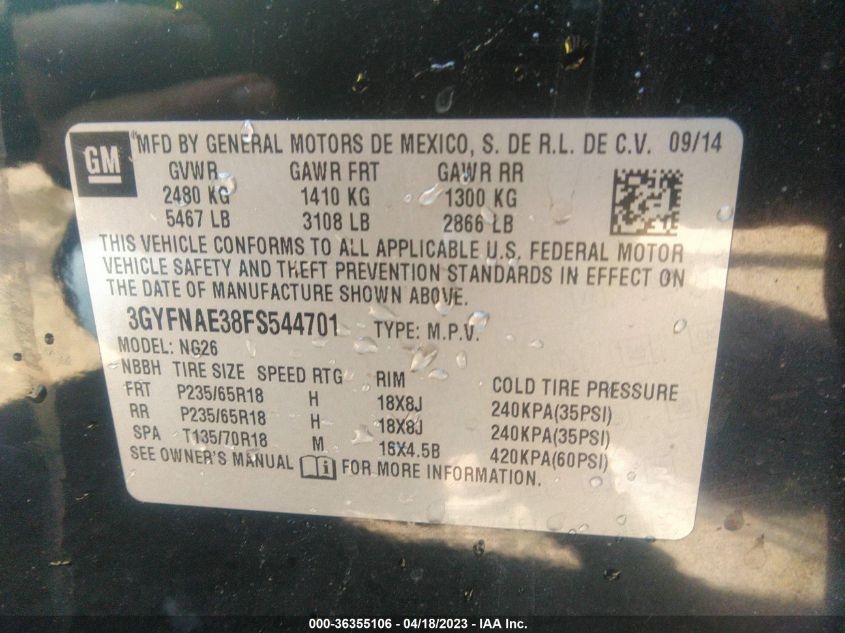 GM
MFD BY GENERAL MOTORS DE MEXICO, S. DE R.L. DE C.V. 09/14
GVWR GAWR FRT GAWR RR
2480 KG 1410 KG 1300 KG
5467 LB 3108 LB 2866 LB
THIS VEHICLE CONFORMS TO ALL APPLICABLE U.S. FEDERAL MOTOR
VEHICLE SAFETY AND THEFT PREVENTION STANDARDS IN EFFECT ON
THE DATE OF MANUFACTURE SHOWN ABOVE.
3GYFNAE38FS544701 TYPE: M.P.V.
MODEL: NG26
NBBH TIRE SIZE SPEED RTG RIM COLD TIRE PRESSURE
FRT P235/65R18 H 18X8J 240KPA(35PSI)
RR P235/65R18 H 18X8J 240KPA(35PSI)
SPA T135/70R18 M 16X4.5B 420KPA(60PSI)
SEE OWNER'S MANUAL FOR MORE INFORMATION.
000-36355106 - 04/18/2023 - IAA Inc.